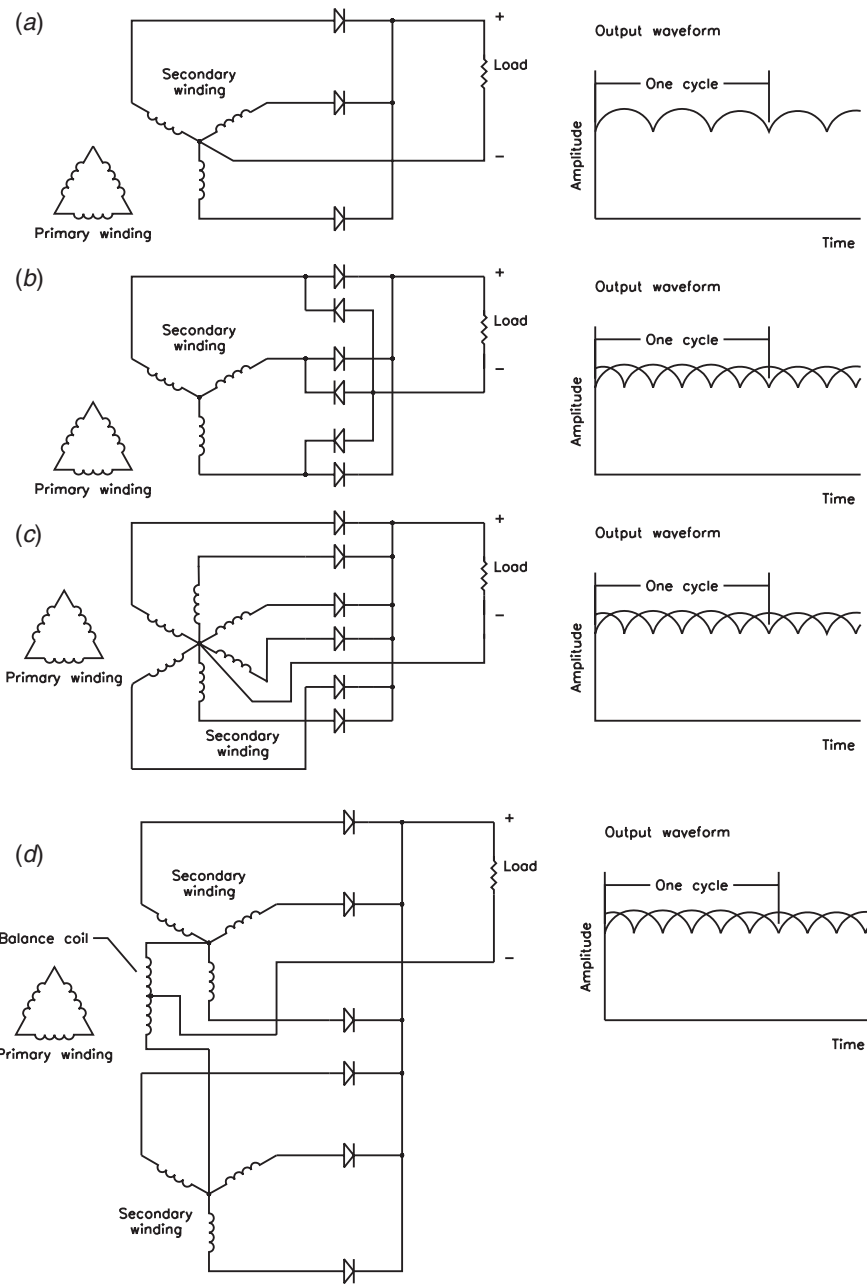 (a)
+
Output waveform
Secondary
winding
Load
One cycle
Amplitude
−
Primary winding
Time
(b)
+
Output waveform
Secondary
winding
Load
One cycle
−
Amplitude
Primary winding
Time
(c)
+
Output waveform
Load
One cycle
−
Amplitude
Primary winding
Secondary
winding
Time
(d)
+
Output waveform
Secondary
winding
Load
One cycle
Balance coil
−
Amplitude
Primary winding
Time
Secondary
winding